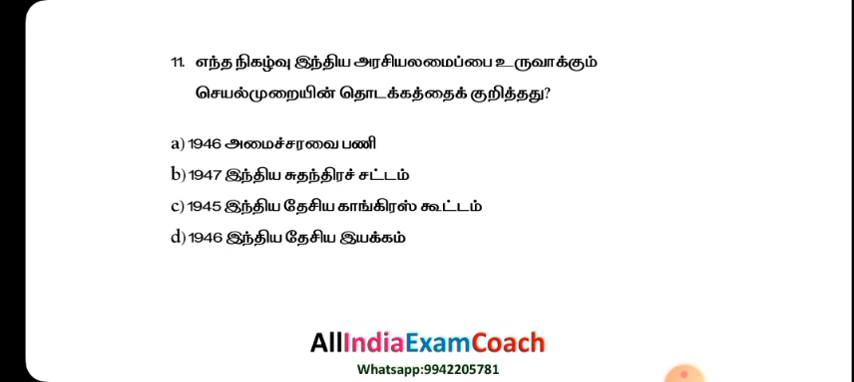 11. எந்த நிகழ்வு இந்திய அரசியலமைப்பை உருவாக்கும்
செயல்முறையின் தொடக்கத்தைக் குறித்தது?
a) 1946 அமைச்சரவை பணி
b) 1947 இந்திய சுதந்திரச் சட்டம்
c) 1945 இந்திய தேசிய காங்கிரஸ் கூட்டம்
d) 1946 இந்திய தேசிய இயக்கம்
AllIndiaExamCoach
Whatsapp:9942205781